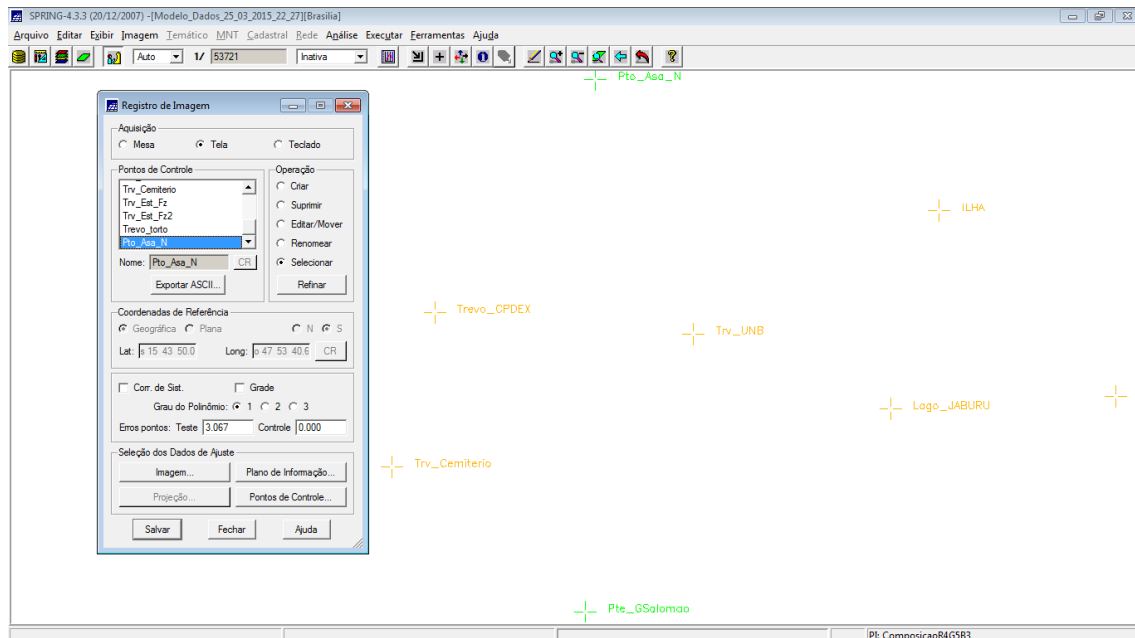 SPRING-4.3.3 (20/12/2007) -[Modelo_Dados_25_03_2015_22_27][Brasilia]
Arquivo Editar Exibir Imagem Temático MNT Cadastral Rede Análise Executar Ferramentas Ajuda
Auto 1/ 53721 Inativa
Pto_Asa_N
Registro de Imagem
Aquisição
Mesa Tela Teclado
Pontos de Controle
Trv_Cemiterio
Trv_Est_Fz
Trv_Est_Fz2
Trevo_torto
Pto_Asa_N
Nome: Pto_Asa_N CR
Exportar ASCII...
Operação
Criar
Suprimir
Editar/Mover
Renomear
Selecionar
Refinar
Coordenadas de Referência
Geográfica Plana N S
Lat: s 15 43 50.0 Long: o 47 53 40.6 CR
Corr. de Sist. Grade
Grau do Polinômio: 1 2 3
Erros pontos: Teste 3.067 Controle 0.000
Seleção dos Dados de Ajuste
Imagem... Plano de Informação...
Projeção... Pontos de Controle...
Salvar Fechar Ajuda
ILHA
Trevo_CPDEX
Trv_UNB
Lago_JABURU
Trv_Cemiterio
Pte_GSalomao
PI: ComposicaoR4G5B3